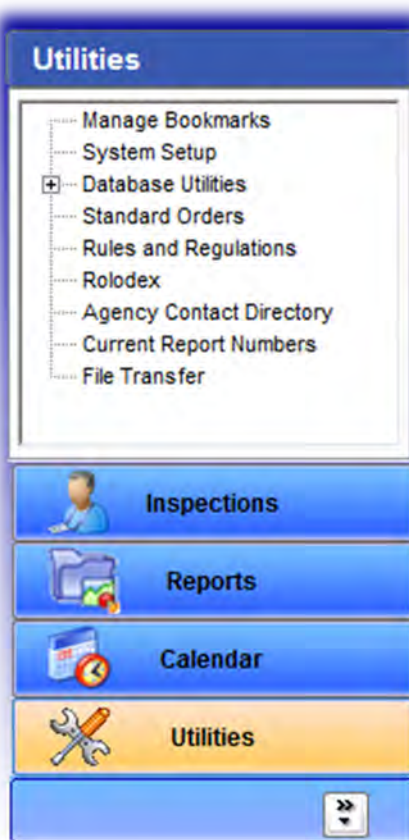 Utilities
Manage Bookmarks
System Setup
Database Utilities
Standard Orders
Rules and Regulations
Rolodex
Agency Contact Directory
Current Report Numbers
File Transfer
Inspections
Reports
Calendar
Utilities